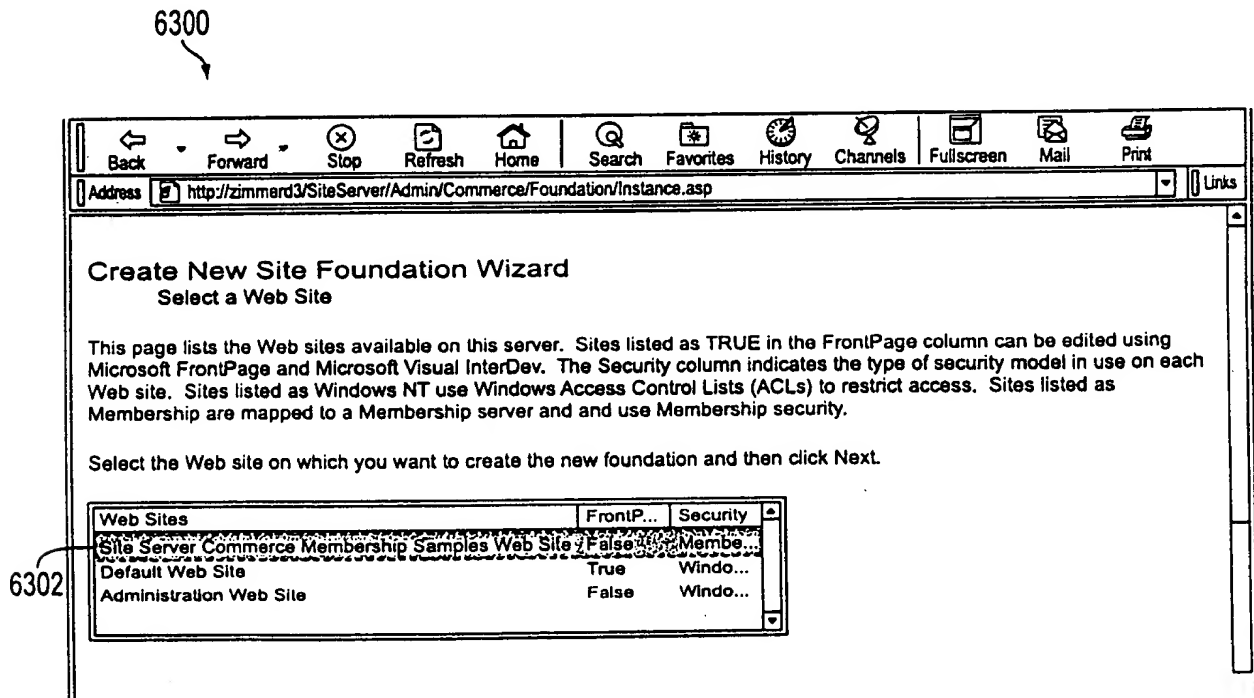 6300
Back Forward Stop Refresh Home Search Favorites History Channels Fullscreen Mail Print
Address http://zimmerd3/SiteServer/Admin/Commerce/Foundation/Instance.asp Links
Create New Site Foundation Wizard
Select a Web Site
This page lists the Web sites available on this server. Sites listed as TRUE in the FrontPage column can be edited using
Microsoft FrontPage and Microsoft Visual InterDev. The Security column indicates the type of security model in use on each
Web site. Sites listed as Windows NT use Windows Access Control Lists (ACLs) to restrict access. Sites listed as
Membership are mapped to a Membership server and and use Membership security.
Select the Web site on which you want to create the new foundation and then click Next.
Web Sites FrontP... Security
Site Server Commerce Membership Samples Web Site False Membe...
6302
Default Web Site True Windo...
Administration Web Site False Windo...